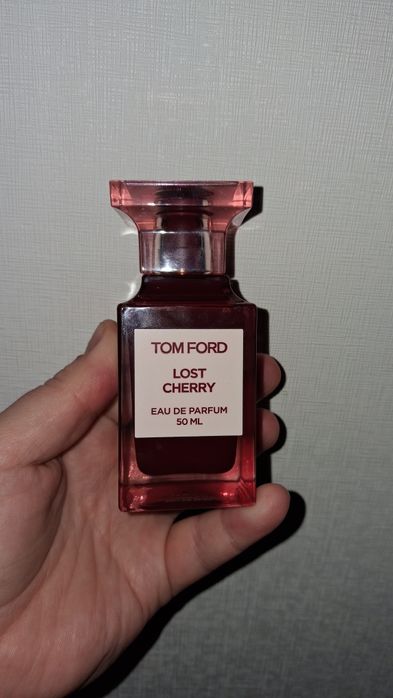 TOM FORD
LOST
CHERRY
EAU DE PARFUM
50 ML